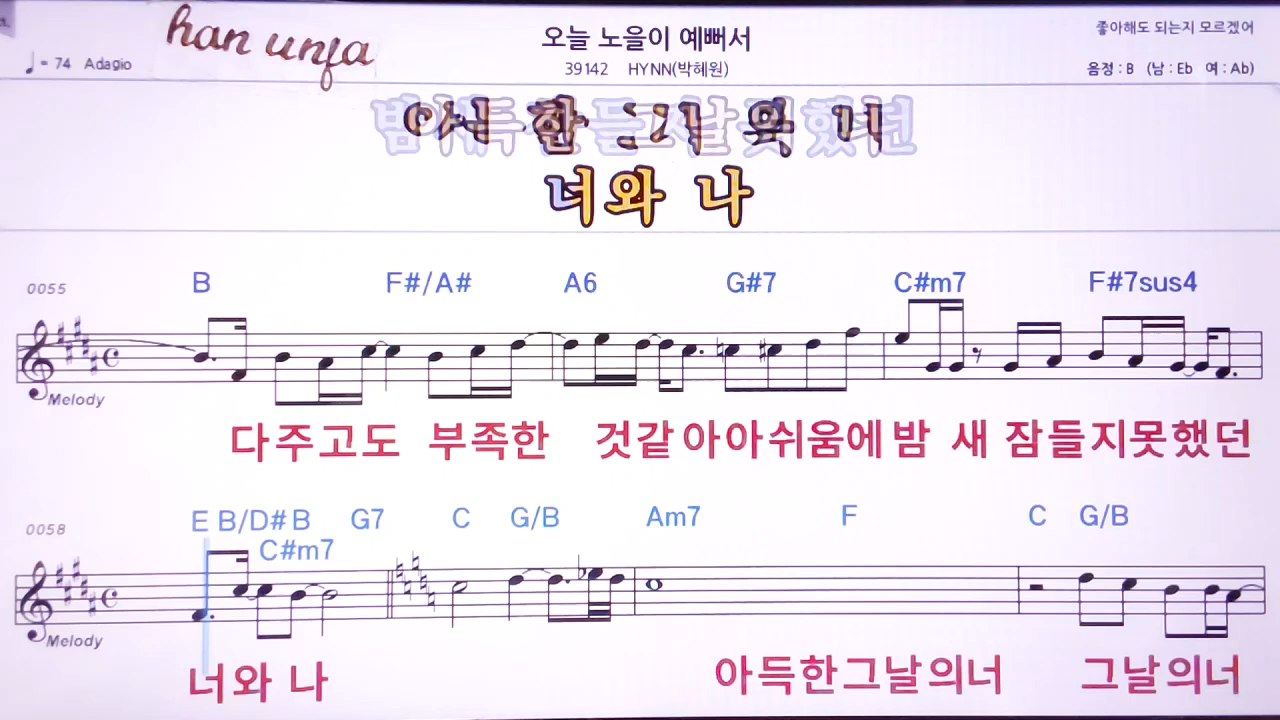 han unja
오늘 노을이 예뻐서
좋아해도 되는지 모르겠어
♩= 74 Adagio
39142 HYNN(박혜원)
음정 : B (남 : Eb 여 : Ab)
너와 나
0055 B F#/A# A6 G#7 C#m7 F#7sus4
Melody
다주고도 부족한 것같아아쉬움에밤 새 잠들지못했던
0058 E B/D# B G7 C G/B Am7 F C G/B
C#m7
Melody
너와 나 아득한그날의너 그날의너